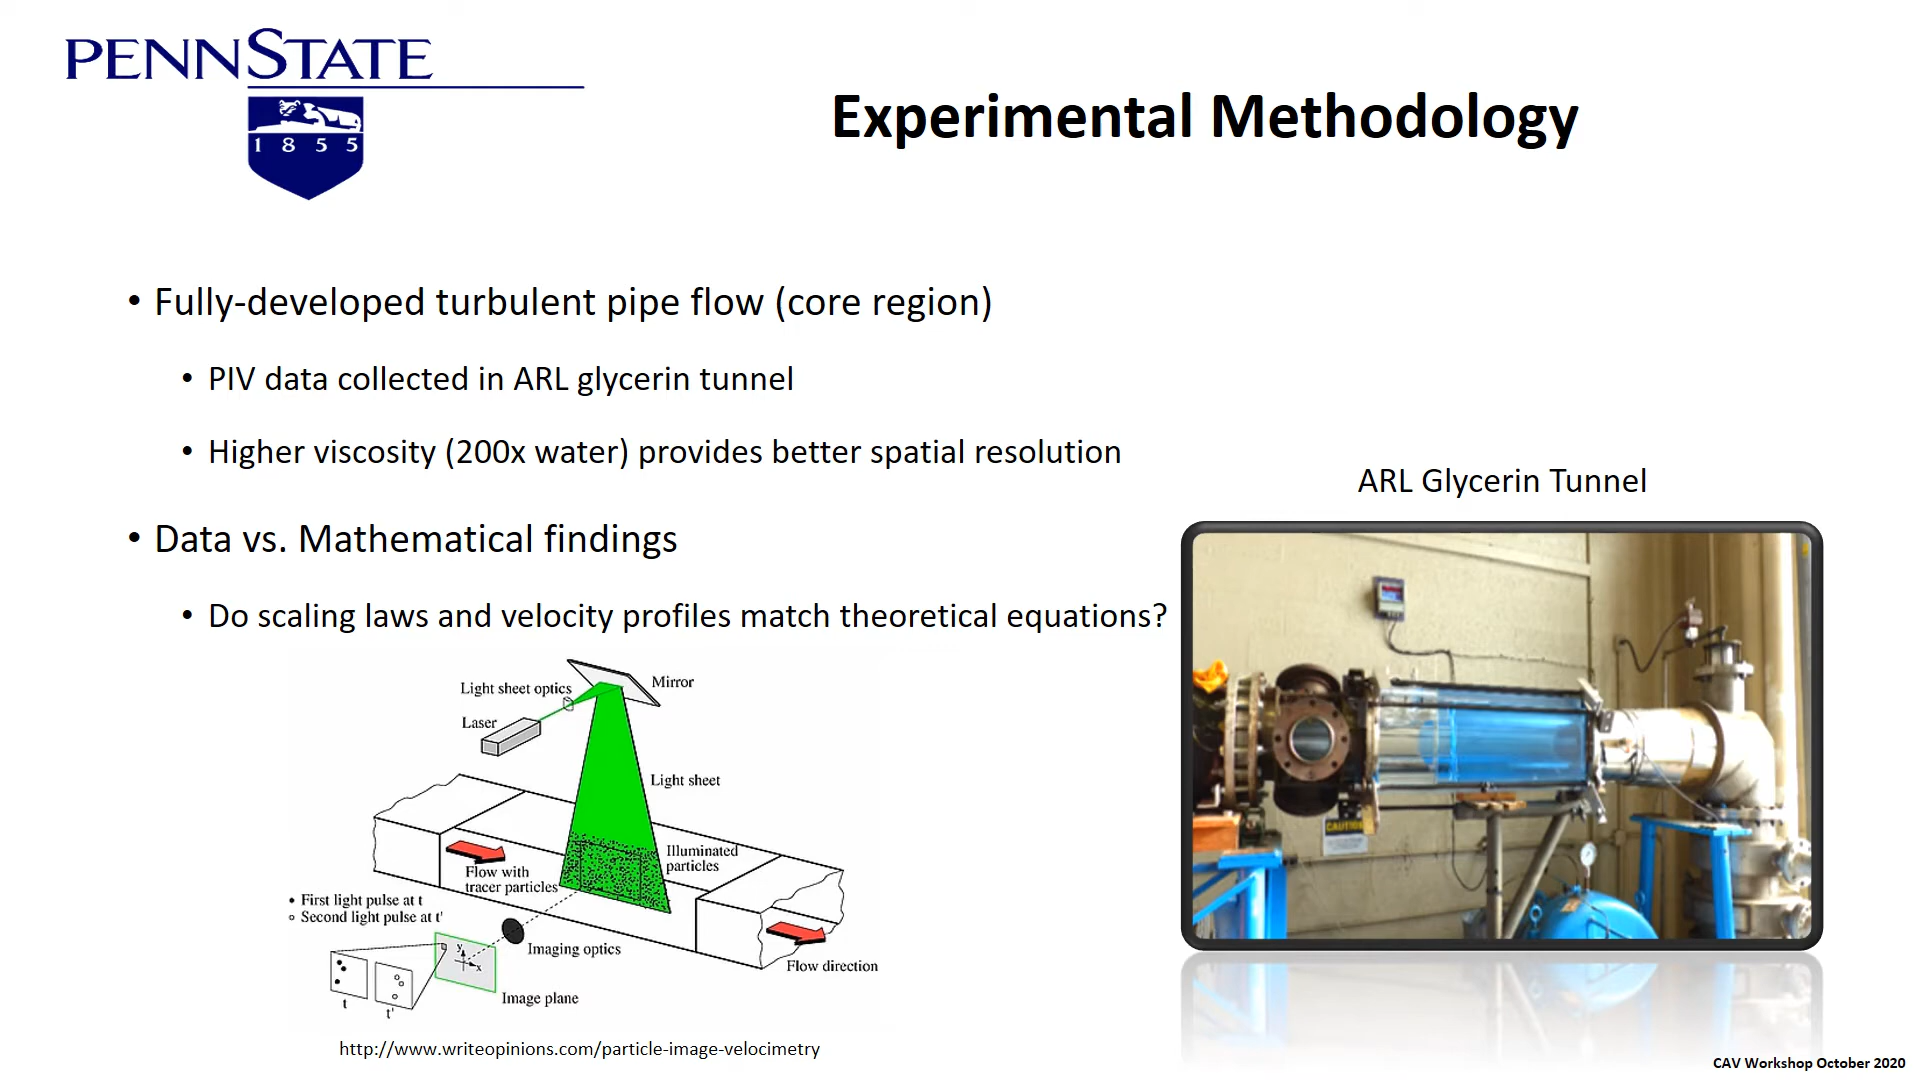 PENNSTATE
1855
Experimental Methodology
• Fully-developed turbulent pipe flow (core region)
• PIV data collected in ARL glycerin tunnel
• Higher viscosity (200x water) provides better spatial resolution
• Data vs. Mathematical findings
• Do scaling laws and velocity profiles match theoretical equations?
ARL Glycerin Tunnel
CAUTION
Mirror
Light sheet optics
Laser
Light sheet
Illuminated
particles
Flow with
tracer particles
• First light pulse at t
o Second light pulse at t'
Imaging optics
y
x
Flow direction
Image plane
t
t'
http://www.writeopinions.com/particle-image-velocimetry
CAV Workshop October 2020